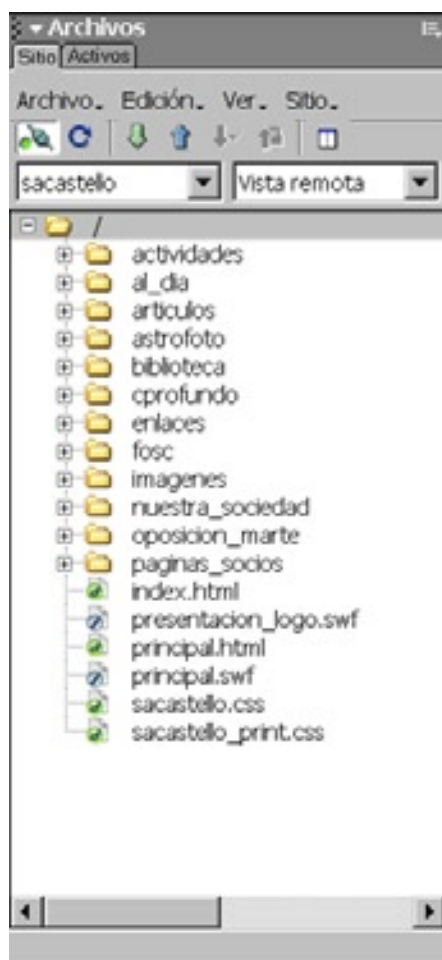 Archivos
Sitio Activos
Archivo Edición Ver Sitio
sacastello Vista remota
/
actividades
al_dia
articulos
astrofoto
biblioteca
cprofundo
enlaces
fosc
imagenes
nuestra_sociedad
oposicion_marte
paginas_socios
index.html
presentacion_logo.swf
principal.html
principal.swf
sacastello.css
sacastello_print.css